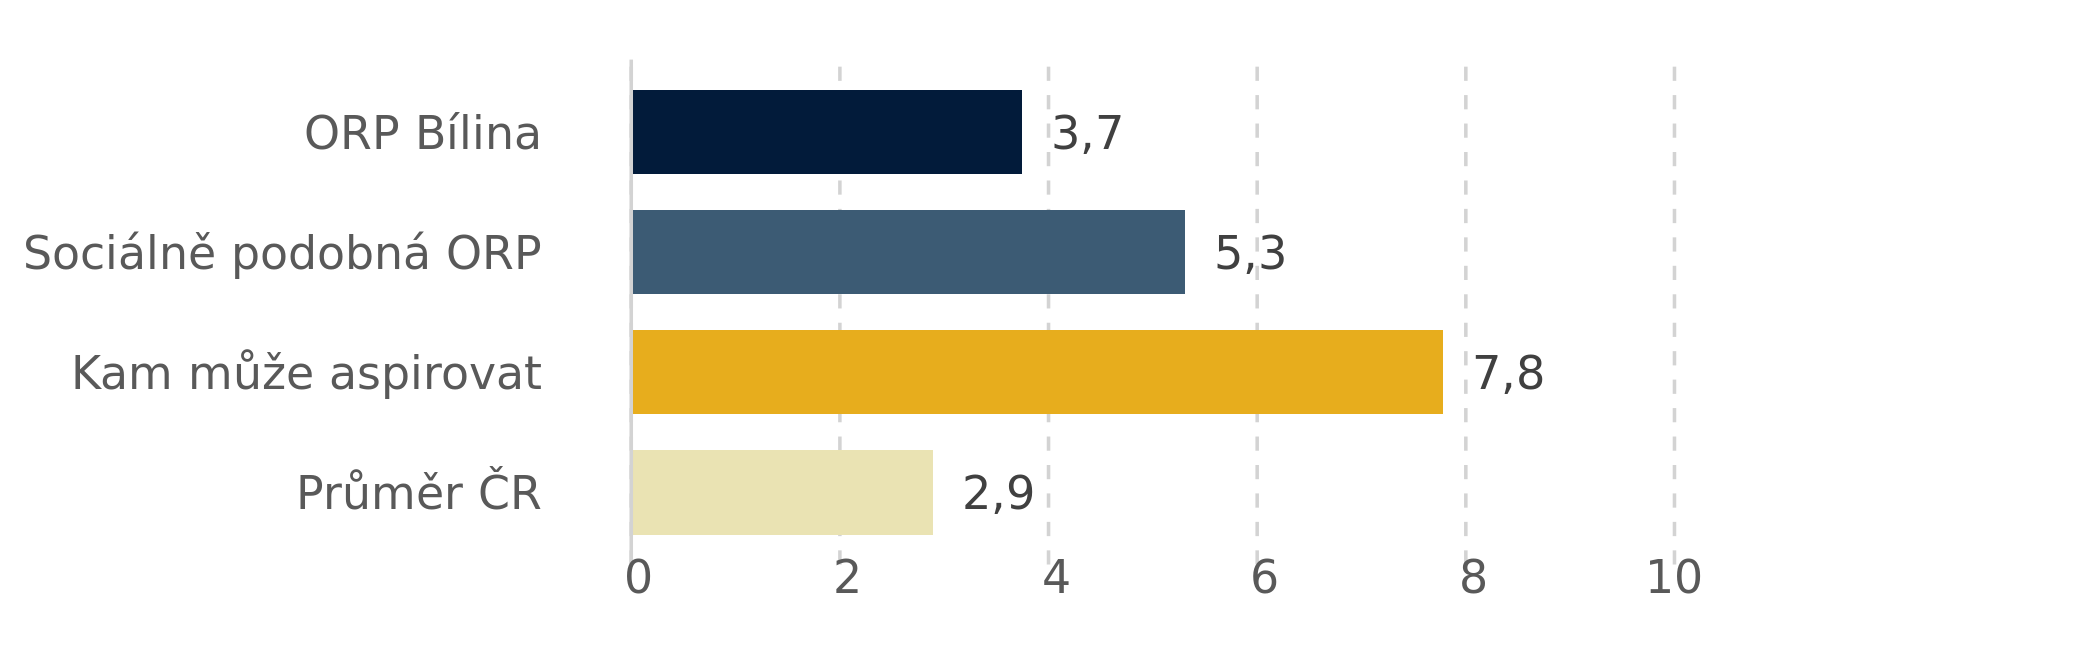 ORP Bílina 3,7
Sociálně podobná ORP 5,3
Kam může aspirovat 7,8
Průměr ČR 2,9
0 2 4 6 8 10